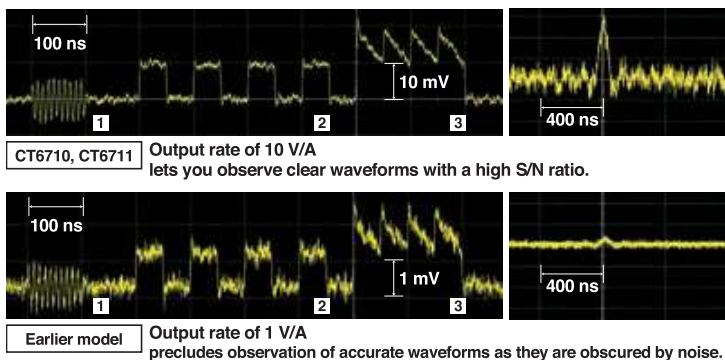 100 ns
10 mV
1
2
3
400 ns
CT6710, CT6711
Output rate of 10 V/A
lets you observe clear waveforms with a high S/N ratio.
100 ns
1 mV
1
2
3
400 ns
Earlier model
Output rate of 1 V/A
precludes observation of accurate waveforms as they are obscured by noise.